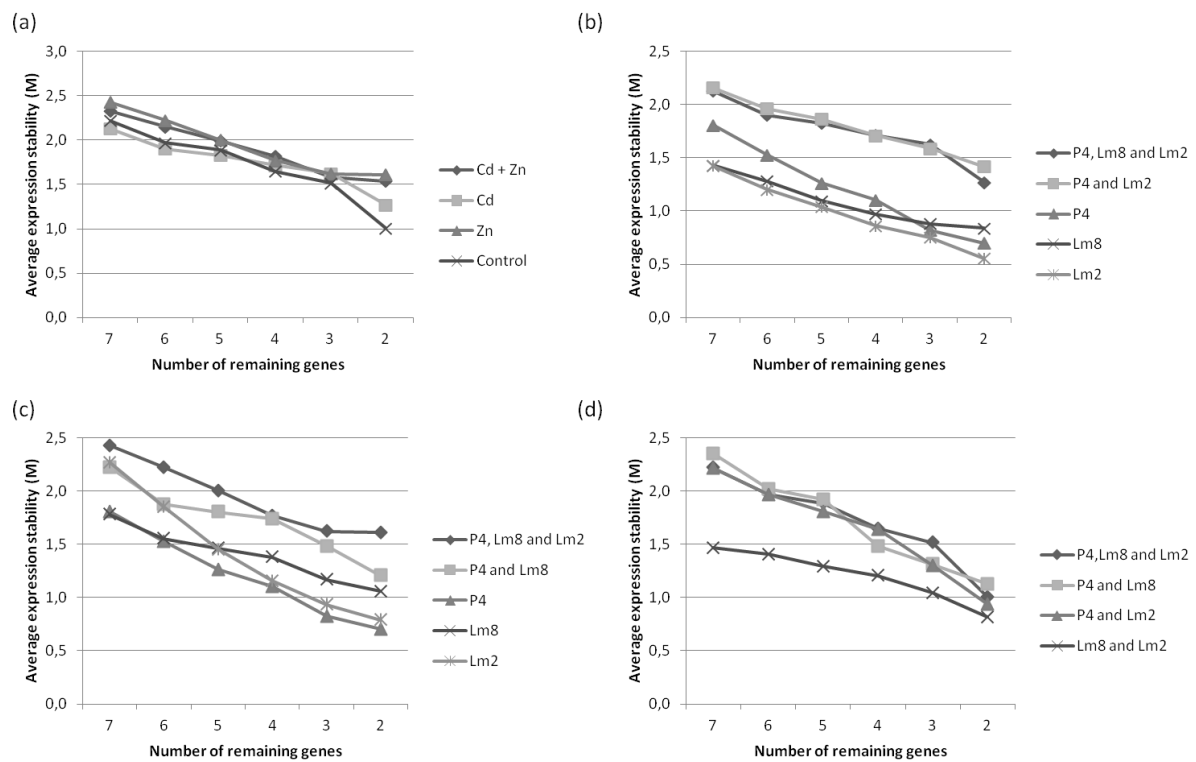 (a)
Average expression stability (M)
3,0
2,5
2,0
1,5
1,0
0,5
0,0
7 6 5 4 3 2
Number of remaining genes
Cd + Zn
Cd
Zn
Control
(b)
Average expression stability (M)
2,5
2,0
1,5
1,0
0,5
0,0
7 6 5 4 3 2
Number of remaining genes
P4, Lm8 and Lm2
P4 and Lm2
P4
Lm8
Lm2
(c)
Average expression stability (M)
2,5
2,0
1,5
1,0
0,5
0,0
7 6 5 4 3 2
Number of remaining genes
P4, Lm8 and Lm2
P4 and Lm8
P4
Lm8
Lm2
(d)
Average expression stability (M)
2,5
2,0
1,5
1,0
0,5
0,0
7 6 5 4 3 2
Number of remaining genes
P4,Lm8 and Lm2
P4 and Lm8
P4 and Lm2
Lm8 and Lm2